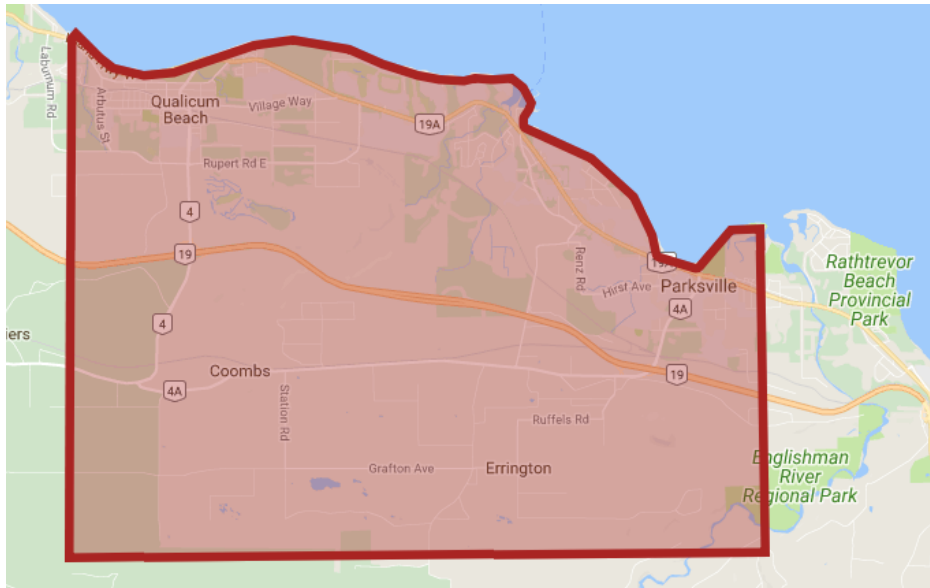 Laburnum Rd
Arbutus St
Qualicum
Beach
Village Way
19A
Rupert Rd E
4
19
Renz Rd
Hirst Ave
Parksville
Rathtrevor
Beach
Provincial
Park
4A
4
iers
Coombs
4A
19
Station Rd
Ruffels Rd
Grafton Ave
Errington
Englishman
River
Regional Park